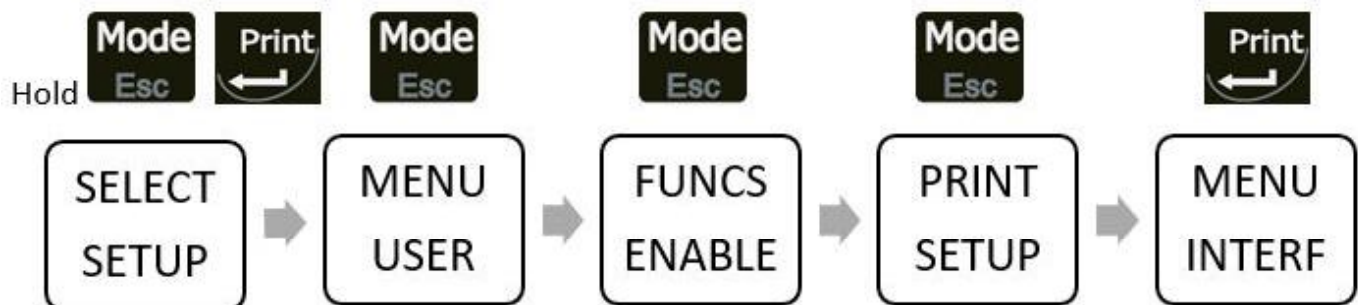 Mode Print Mode Mode Mode Print
Hold Esc Esc Esc Esc
SELECT MENU FUNCS PRINT MENU
SETUP USER ENABLE SETUP INTERF